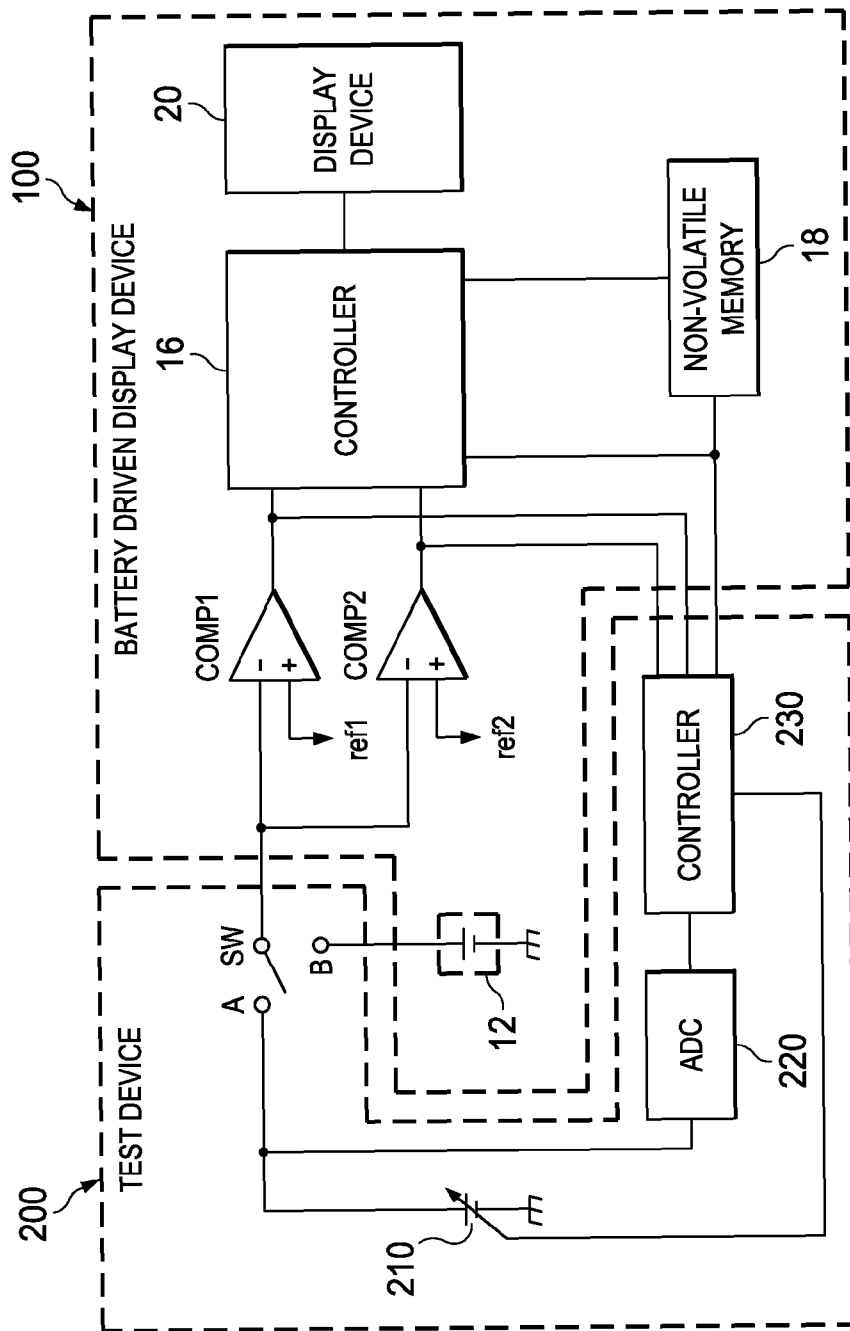 200
TEST DEVICE
100
BATTERY DRIVEN DISPLAY DEVICE
A
SW
B
12
COMP1
-
+
ref1
COMP2
-
+
ref2
16
CONTROLLER
20
DISPLAY
DEVICE
NON-VOLATILE
MEMORY
18
210
ADC
220
CONTROLLER
230